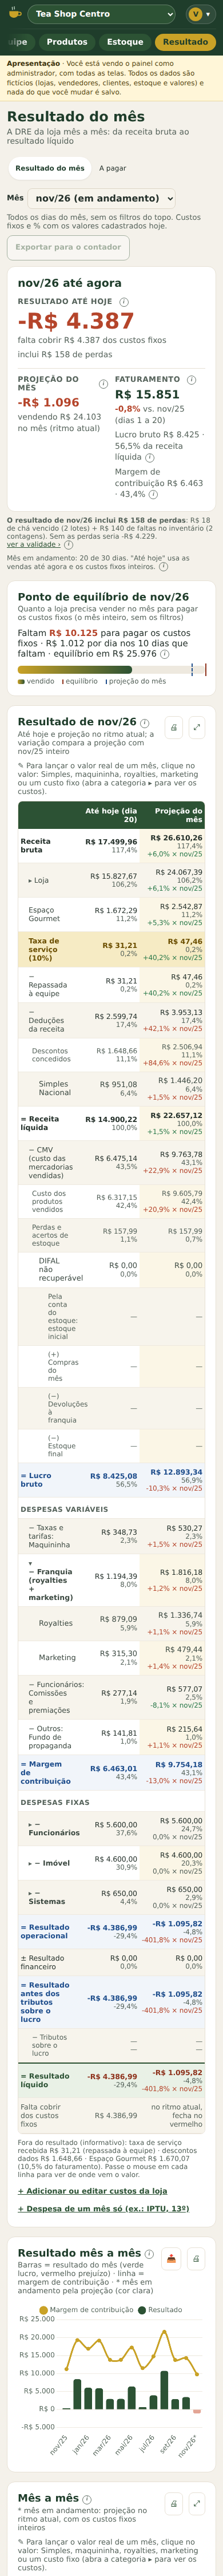 Tea Shop Centro
V
uipe
Produtos
Estoque
Resultado
Apresentação · Você está vendo o painel como
administrador, com todas as telas. Todos os dados são
fictícios (lojas, vendedores, clientes, estoque e valores) e
nada do que você mudar é salvo.
Resultado do mês
A DRE da loja mês a mês: da receita bruta ao
resultado líquido
Resultado do mês
A pagar
Mês
nov/26 (em andamento)
Todos os dias do mês, sem os filtros do topo. Custos
fixos e % com os valores cadastrados hoje.
Exportar para o contador
nov/26 até agora
RESULTADO ATÉ HOJE
-R$ 4.387
falta cobrir R$ 4.387 dos custos fixos
inclui R$ 158 de perdas
PROJEÇÃO DO
MÊS
-R$ 1.096
vendendo R$ 24.103
no mês (ritmo atual)
FATURAMENTO
R$ 15.851
-0,8% vs. nov/25
(dias 1 a 20)
Lucro bruto R$ 8.425 ·
56,5% da receita
líquida
Margem de
contribuição R$ 6.463
· 43,4%
O resultado de nov/26 inclui R$ 158 de perdas: R$ 18
de chá vencido (2 lotes) + R$ 140 de faltas no inventário (2
contagens). Sem as perdas seria -R$ 4.229.
ver a validade ›
Mês em andamento: 20 de 30 dias. "Até hoje" usa as
vendas até agora e os custos fixos inteiros.
Ponto de equilíbrio de nov/26
Quanto a loja precisa vender no mês para pagar
os custos fixos (o mês inteiro, sem filtros)
Faltam R$ 10.125 para pagar os custos
fixos · R$ 1.012 por dia nos 10 dias que
faltam · equilíbrio em R$ 25.976
vendido
equilíbrio
projeção do mês
Resultado de nov/26
Até hoje e projeção no ritmo atual; a
variação compara a projeção com
nov/25 inteiro
✎ Para lançar o valor real de um mês, clique no
valor: Simples, maquininha, royalties, marketing
ou um custo fixo (abra a categoria ▸ para ver os
custos).
Até hoje (dia
20)
Projeção do
mês
Receita
bruta
R$ 17.499,96
117,4%
R$ 26.610,26
117,4%
+6,0% × nov/25
▸ Loja
R$ 15.827,67
106,2%
R$ 24.067,39
106,2%
+6,1% × nov/25
Espaço
Gourmet
R$ 1.672,29
11,2%
R$ 2.542,87
11,2%
+5,3% × nov/25
Taxa de
serviço
(10%)
R$ 31,21
0,2%
R$ 47,46
0,2%
+40,2% × nov/25
−
Repassada
à equipe
R$ 31,21
0,2%
R$ 47,46
0,2%
+40,2% × nov/25
−
Deduções
da receita
R$ 2.599,74
17,4%
R$ 3.953,13
17,4%
+42,1% × nov/25
Descontos
concedidos
R$ 1.648,66
11,1%
R$ 2.506,94
11,1%
+84,6% × nov/25
Simples
Nacional
R$ 951,08
6,4%
R$ 1.446,20
6,4%
+1,5% × nov/25
= Receita
líquida
R$ 14.900,22
100,0%
R$ 22.657,12
100,0%
+1,5% × nov/25
− CMV
(custo das
mercadorias
vendidas)
R$ 6.475,14
43,5%
R$ 9.763,78
43,1%
+22,9% × nov/25
Custo dos
produtos
vendidos
R$ 6.317,15
42,4%
R$ 9.605,79
42,4%
+20,9% × nov/25
Perdas e
acertos de
estoque
R$ 157,99
1,1%
R$ 157,99
0,7%
DIFAL
não
recuperável
R$ 0,00
0,0%
R$ 0,00
0,0%
Pela
conta
do
estoque:
estoque
inicial
—
—
(+)
Compras
do
mês
—
—
(−)
Devoluções
à
franquia
—
—
(−)
Estoque
final
—
—
= Lucro
bruto
R$ 8.425,08
56,5%
R$ 12.893,34
56,9%
-10,3% × nov/25
DESPESAS VARIÁVEIS
− Taxas e
tarifas:
Maquininha
R$ 348,73
2,3%
R$ 530,27
2,3%
+1,5% × nov/25
▾
− Franquia
(royalties
+
marketing)
R$ 1.194,39
8,0%
R$ 1.816,18
8,0%
+1,2% × nov/25
Royalties
R$ 879,09
5,9%
R$ 1.336,74
5,9%
+1,1% × nov/25
Marketing
R$ 315,30
2,1%
R$ 479,44
2,1%
+1,4% × nov/25
− Funcionários:
Comissões
e
premiações
R$ 277,14
1,9%
R$ 577,07
2,5%
-8,1% × nov/25
− Outros:
Fundo de
propaganda
R$ 141,81
1,0%
R$ 215,64
1,0%
+1,1% × nov/25
= Margem
de
contribuição
R$ 6.463,01
43,4%
R$ 9.754,18
43,1%
-13,0% × nov/25
DESPESAS FIXAS
▸ −
Funcionários
R$ 5.600,00
37,6%
R$ 5.600,00
24,7%
0,0% × nov/25
▸ − Imóvel
R$ 4.600,00
30,9%
R$ 4.600,00
20,3%
0,0% × nov/25
▸ −
Sistemas
R$ 650,00
4,4%
R$ 650,00
2,9%
0,0% × nov/25
= Resultado
operacional
-R$ 4.386,99
-29,4%
-R$ 1.095,82
-4,8%
-401,8% × nov/25
± Resultado
financeiro
R$ 0,00
0,0%
R$ 0,00
0,0%
= Resultado
antes dos
tributos
sobre o
lucro
-R$ 4.386,99
-29,4%
-R$ 1.095,82
-4,8%
-401,8% × nov/25
− Tributos
sobre o
lucro
—
—
—
—
= Resultado
líquido
-R$ 4.386,99
-29,4%
-R$ 1.095,82
-4,8%
-401,8% × nov/25
Falta cobrir
dos custos
fixos
R$ 4.386,99
no ritmo atual,
fecha no
vermelho
Fora do resultado (informativo): taxa de serviço
recebida R$ 31,21 (repassada à equipe) · descontos
dados R$ 1.648,66 · Espaço Gourmet R$ 1.670,07
(10,5% do faturamento). Passe o mouse em cada
linha para ver de onde vem o valor.
+ Adicionar ou editar custos da loja
+ Despesa de um mês só (ex.: IPTU, 13º)
Resultado mês a mês
Barras = resultado do mês (verde
lucro, vermelho prejuízo) · linha =
margem de contribuição · * mês em
andamento pela projeção (cor clara)
Margem de contribuição
Resultado
R$ 25.000
R$ 20.000
R$ 15.000
R$ 10.000
R$ 5.000
R$ 0
-R$ 5.000
nov/25
jan/26
mar/26
mai/26
jul/26
set/26
nov/26*
Mês a mês
* mês em andamento: projeção no
ritmo atual, com os custos fixos
inteiros
✎ Para lançar o valor real de um mês, clique no
valor: Simples, maquininha, royalties, marketing
ou um custo fixo (abra a categoria ▸ para ver os
custos).